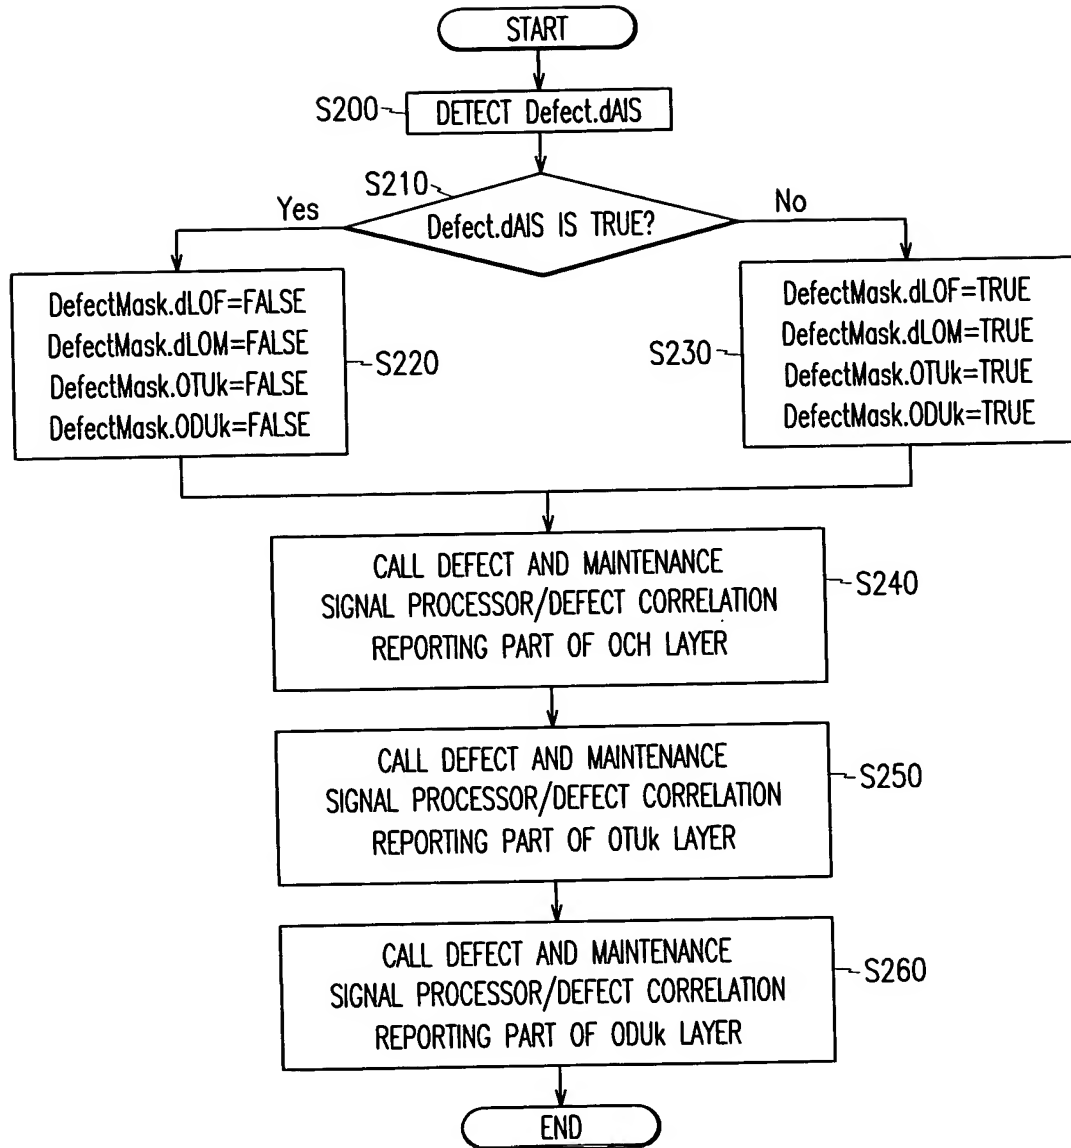 START
S200
DETECT Defect.dAIS
S210
Yes
Defect.dAIS IS TRUE?
No
DefectMask.dLOF=FALSE
DefectMask.dLOM=FALSE
DefectMask.OTUk=FALSE
DefectMask.ODUk=FALSE
S220
S230
DefectMask.dLOF=TRUE
DefectMask.dLOM=TRUE
DefectMask.OTUk=TRUE
DefectMask.ODUk=TRUE
CALL DEFECT AND MAINTENANCE
SIGNAL PROCESSOR/DEFECT CORRELATION
REPORTING PART OF OCH LAYER
S240
CALL DEFECT AND MAINTENANCE
SIGNAL PROCESSOR/DEFECT CORRELATION
REPORTING PART OF OTUk LAYER
S250
CALL DEFECT AND MAINTENANCE
SIGNAL PROCESSOR/DEFECT CORRELATION
REPORTING PART OF ODUk LAYER
S260
END